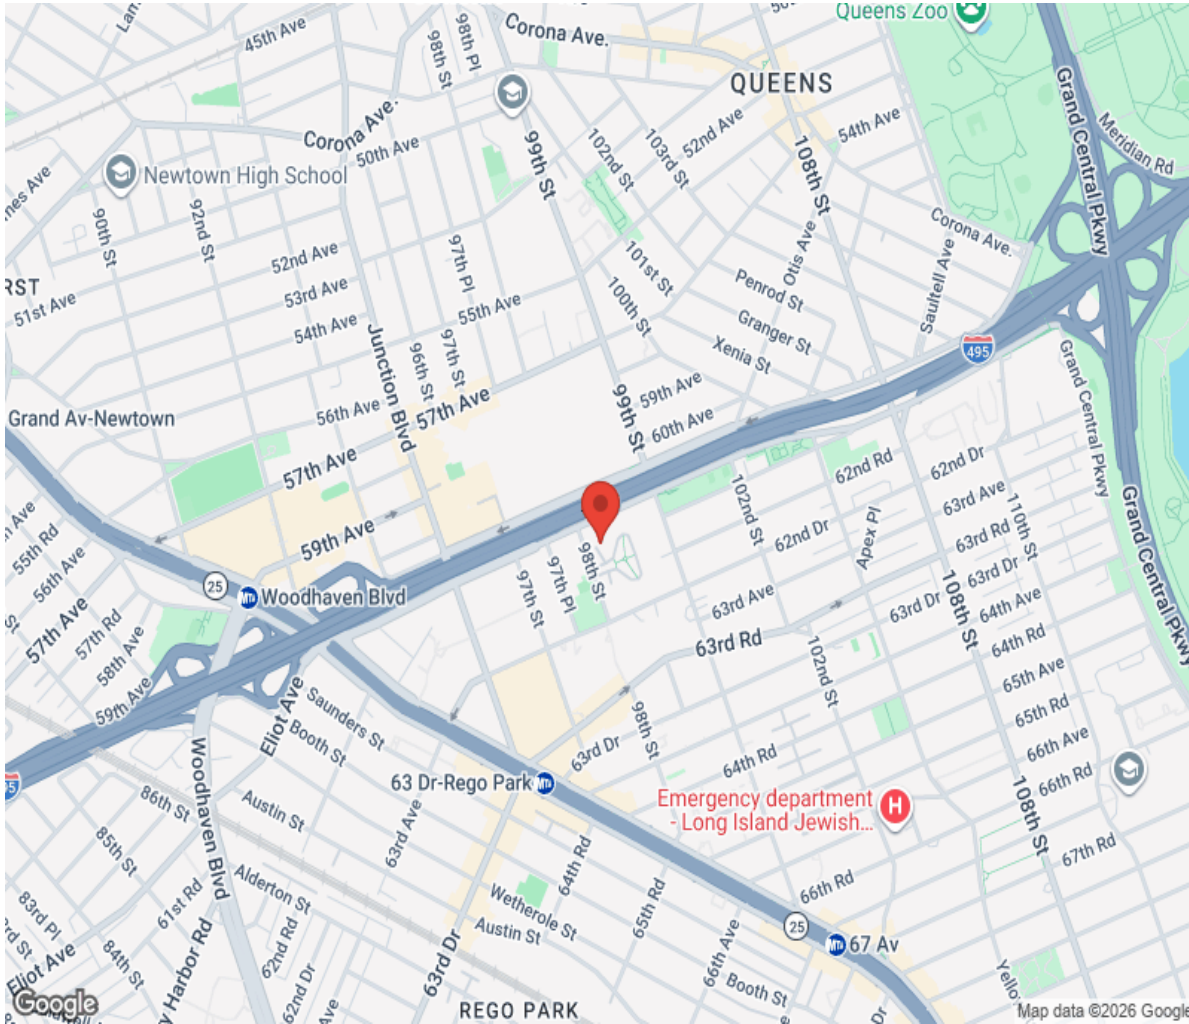 Queens Zoo
Corona Ave.
45th Ave
98th Pl
98th St
QUEENS
Grand Central Pkwy
Meridian Rd
Corona Ave.
50th Ave
99th St
102nd St
103rd St
52nd Ave
54th Ave
108th St
Newtown High School
90th St
92nd St
97th Pl
52nd Ave
53rd Ave
54th Ave
51st Ave
55th Ave
101st St
100th St
Otis Ave
Penrod St
Granger St
Xenia St
Saultell Ave
Corona Ave.
Grand Central Pkwy
495
Junction Blvd
96th St
97th St
57th Ave
56th Ave
57th Ave
Grand Av-Newtown
99th St
59th Ave
60th Ave
59th Ave
62nd Rd
62nd Dr
102nd St
62nd Dr
Apex Pl
63rd Ave
63rd Rd
63rd Dr
110th St
Grand Central Pkwy
55th Rd
56th Ave
57th Ave
57th Rd
58th Ave
59th Ave
25
Woodhaven Blvd
97th St
97th Pl
98th St
63rd Ave
63rd Rd
63rd Dr
64th Ave
64th Rd
65th Ave
65th Rd
66th Ave
66th Rd
108th St
102nd St
Eliot Ave
Saunders St
Booth St
Woodhaven Blvd
98th St
63rd Dr
64th Rd
63 Dr-Rego Park
Emergency department
- Long Island Jewish...
108th St
67th Rd
86th St
85th St
Austin St
63rd Ave
Alderton St
61st Rd
83rd Pl
84th St
Eliot Ave
62nd Rd
62nd Dr
63rd Dr
64th Rd
65th Rd
Wetherole St
Austin St
66th Rd
66th Ave
25
67 Av
Booth St
REGO PARK
Google
Map data ©2026 Google